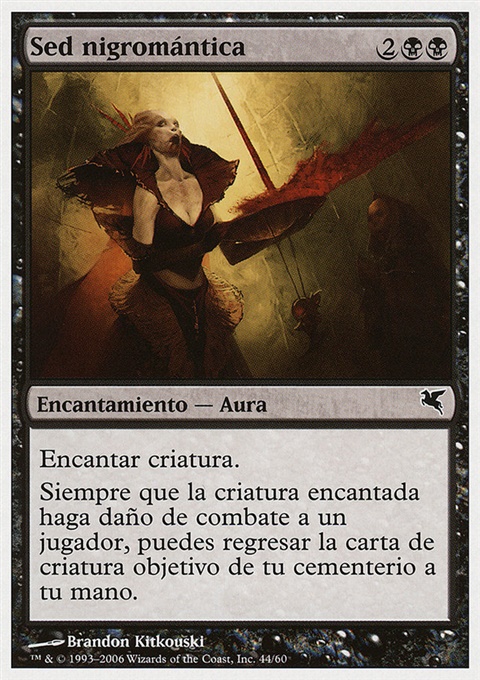 Sed nigromántica 2
Encantamiento — Aura
Encantar criatura.
Siempre que la criatura encantada
haga daño de combate a un
jugador, puedes regresar la carta de
criatura objetivo de tu cementerio a
tu mano.
Brandon Kitkouski
™ & © 1993–2006 Wizards of the Coast, Inc. 44/60